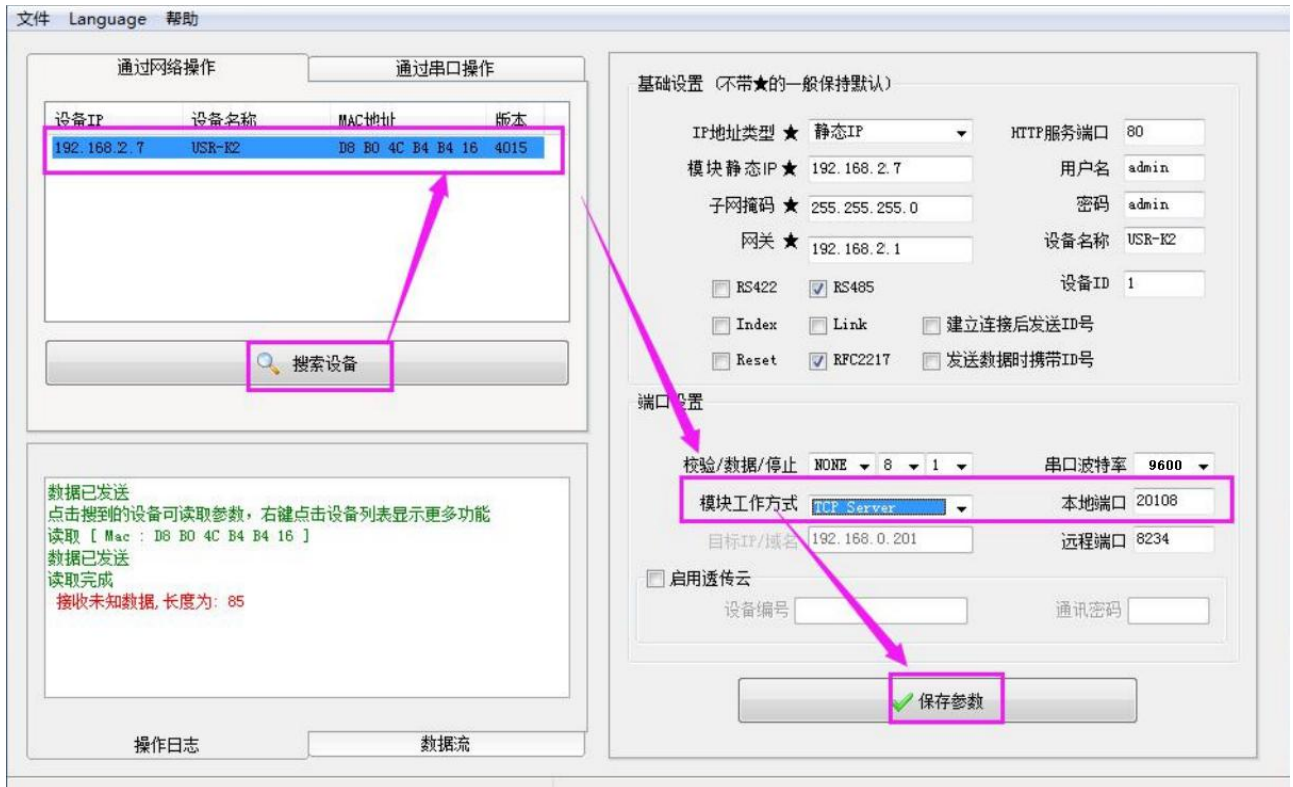 文件 Language 帮助
通过网络操作 通过串口操作
设备IP 设备名称 MAC地址 版本
192.168.2.7 USR-K2 D8 B0 4C B4 B4 16 4015
搜索设备
数据已发送
点击搜到的设备可读取参数，右键点击设备列表显示更多功能
读取 [ Mac : D8 B0 4C B4 B4 16 ]
数据已发送
读取完成
接收未知数据,长度为: 85
操作日志 数据流
基础设置 （不带★的一般保持默认）
IP地址类型 ★ 静态IP HTTP服务端口 80
模块静态IP★ 192.168.2.7 用户名 admin
子网掩码 ★ 255.255.255.0 密码 admin
网关 ★ 192.168.2.1 设备名称 USR-K2
RS422 RS485 设备ID 1
Index Link 建立连接后发送ID号
Reset RFC2217 发送数据时携带ID号
端口设置
校验/数据/停止 NONE 8 1 串口波特率 9600
模块工作方式 TCP Server 本地端口 20108
目标IP/域名 192.168.0.201 远程端口 8234
启用透传云
设备编号 通讯密码
保存参数